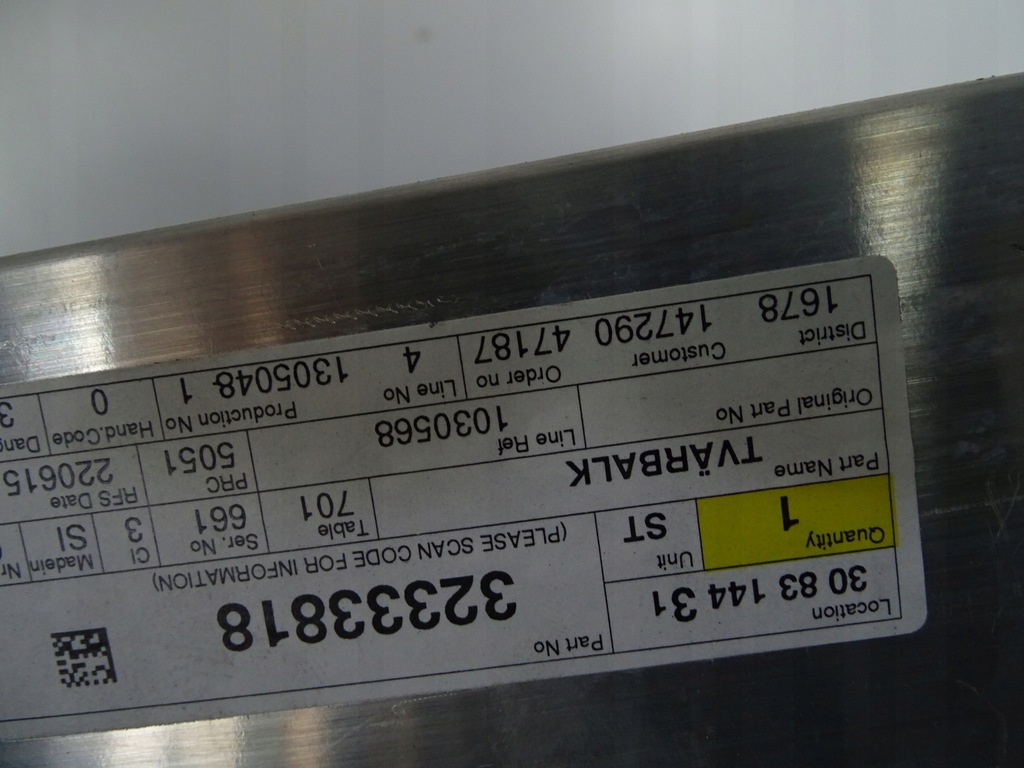 Location Part No
30 83 144 31 32333818
Quantity Unit (PLEASE SCAN CODE FOR INFORMATION)
1 ST
Part Name Table Ser. No CI Madein
TVÄRBALK 701 661 3 SI
Original Part No Line Ref PRC RFS Date
1030568 5051 220615
District Customer Order no Line No Production No Hand.Code
1678 147290 47187 4 1305048 1 0